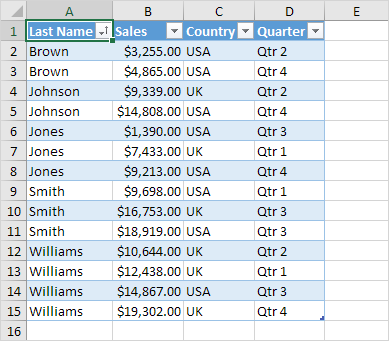 A B C D E
1 Last Name Sales Country Quarter
2 Brown $3,255.00 USA Qtr 2
3 Brown $4,865.00 USA Qtr 4
4 Johnson $9,339.00 UK Qtr 2
5 Johnson $14,808.00 USA Qtr 4
6 Jones $1,390.00 USA Qtr 3
7 Jones $7,433.00 UK Qtr 1
8 Jones $9,213.00 USA Qtr 4
9 Smith $9,698.00 USA Qtr 1
10 Smith $16,753.00 UK Qtr 3
11 Smith $18,919.00 USA Qtr 3
12 Williams $10,644.00 UK Qtr 2
13 Williams $12,438.00 UK Qtr 1
14 Williams $14,867.00 USA Qtr 3
15 Williams $19,302.00 UK Qtr 4
16